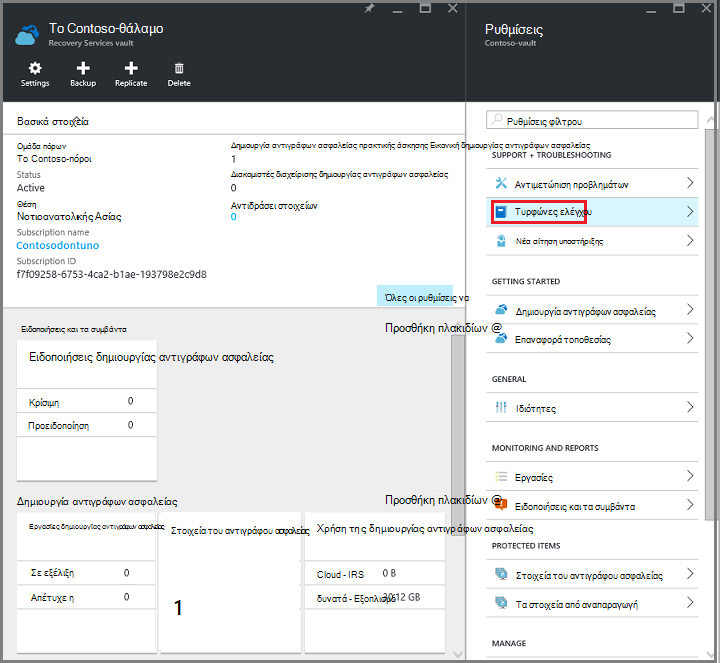 Το Contoso-θάλαμο
Recovery Services vault
Settings
Backup
Replicate
Delete
Βασικά στοιχεία
Ομάδα πόρων
Το Contoso-πόροι
Status
Active
Θέση
Νοτιοανατολικής Ασίας
Subscription name
Contosodontuno
Subscription ID
f7f09258-6753-4ca2-b1ae-193798e2c9d8
Δημιουργία αντιγράφων ασφαλείας πρακτικής άσκησης Εικονική δημιουργίας αντιγράφων ασφαλείας
1
Διακομιστές διαχείρισης δημιουργίας αντιγράφων ασφαλείας
0
Αντιδράσει στοιχείων
0
Όλες οι ρυθμίσεις να
Ειδοποιήσεις και τα συμβάντα
Προσθήκη πλακιδίων @
Ειδοποιήσεις δημιουργίας αντιγράφων ασφαλείας
Κρίσιμη 0
Προειδοποίηση 0
Δημιουργία αντιγράφων ασφαλείας
Προσθήκη πλακιδίων @
Εργασίες δημιουργίας αντιγράφων ασφαλείας
Σε εξέλιξη 0
Απέτυχε η 0
Στοιχεία του αντιγράφου ασφαλείας
1
Χρήση της δημιουργίας αντιγράφων ασφαλείας
Cloud - IRS 0 B
δυνατά - Εξοπλισμό GB
Ρυθμίσεις
Contoso-vault
Ρυθμίσεις φίλτρου
SUPPORT + TROUBLESHOOTING
Αντιμετώπιση προβλημάτων
Τυρφώνες ελέγχου
Νέα αίτηση υποστήριξης
GETTING STARTED
Δημιουργία αντιγράφων ασφαλείας
Επαναφορά τοποθεσίας
GENERAL
Ιδιότητες
MONITORING AND REPORTS
Εργασίες
Ειδοποιήσεις και τα συμβάντα
PROTECTED ITEMS
Στοιχεία του αντιγράφου ασφαλείας
Τα στοιχεία από αναπαραγωγή
MANAGE